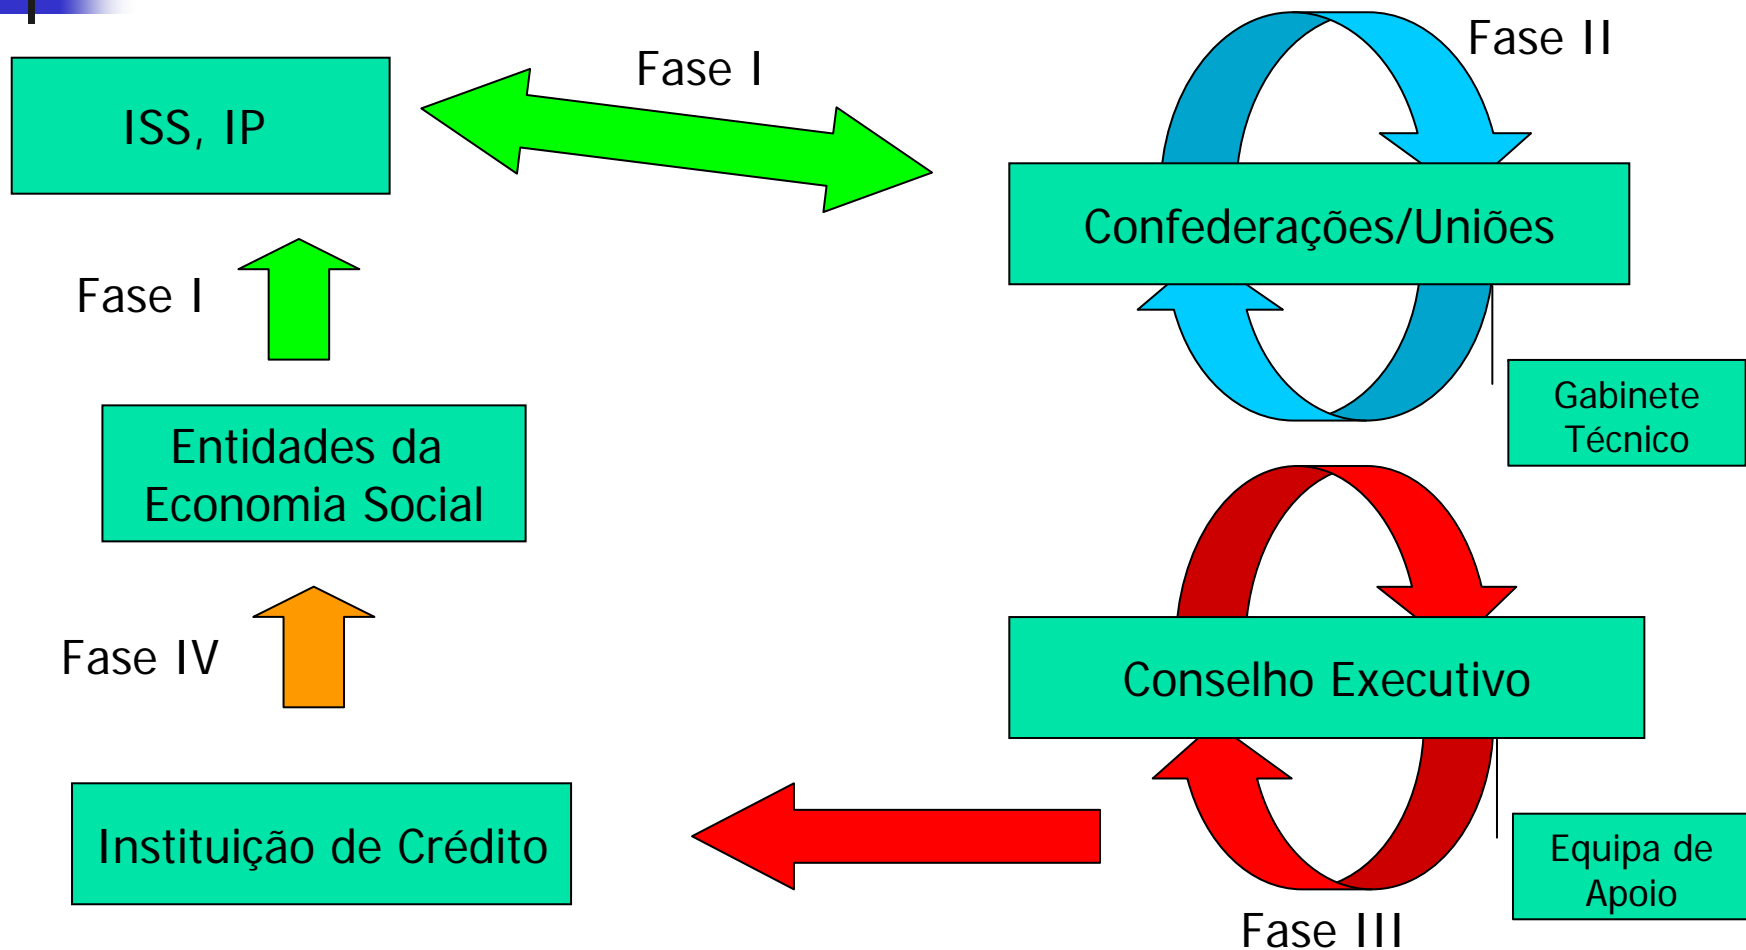 Fase II
Fase I
ISS, IP
Confederações/Uniões
Fase I
Gabinete
Técnico
Entidades da
Economia Social
Fase IV
Conselho Executivo
Instituição de Crédito
Equipa de
Apoio
Fase III